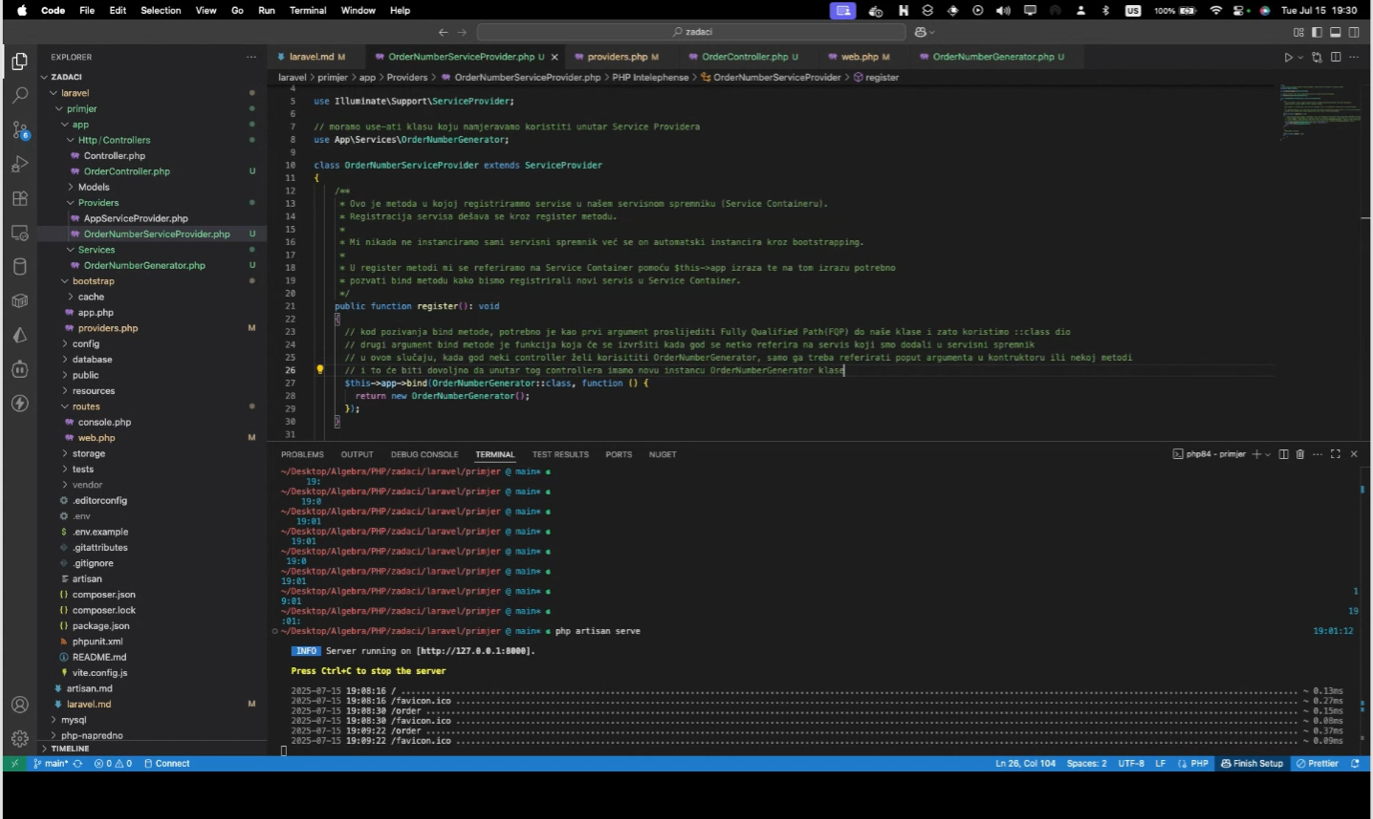 Code File Edit Selection View Go Run Terminal Window Help
US 100% Tue Jul 15 19:30
zadaci
EXPLORER
ZADACI
laravel
primjer
app
Http/Controllers
Controller.php
OrderController.php U
Models
Providers
AppServiceProvider.php
OrderNumberServiceProvider.php U
Services
OrderNumberGenerator.php U
bootstrap
cache
app.php
providers.php M
config
database
public
resources
routes
console.php
web.php M
storage
tests
vendor
.editorconfig
.env
.env.example
.gitattributes
.gitignore
artisan
composer.json
composer.lock
package.json
phpunit.xml
README.md
vite.config.js
artisan.md
laravel.md M
mysql
php-napredno
TIMELINE
laravel.md M OrderNumberServiceProvider.php U providers.php M OrderController.php U web.php M OrderNumberGenerator.php U
laravel > primjer > app > Providers > OrderNumberServiceProvider.php > PHP Intelephense > OrderNumberServiceProvider > register
4
5 use Illuminate\Support\ServiceProvider;
6
7 // moramo use-ati klasu koju namjeravamo koristiti unutar Service Providera
8 use App\Services\OrderNumberGenerator;
9
10 class OrderNumberServiceProvider extends ServiceProvider
11 {
12 /**
13 * Ovo je metoda u kojoj registrirammo servise u našem servisnom spremniku (Service Containeru).
14 * Registracija servisa dešava se kroz register metodu.
15 *
16 * Mi nikada ne instanciramo sami servisni spremnik već se on automatski instancira kroz bootstrapping.
17 *
18 * U register metodi mi se referiramo na Service Container pomoću $this->app izraza te na tom izrazu potrebno
19 * pozvati bind metodu kako bismo registrirali novi servis u Service Container.
20 */
21 public function register(): void
22 {
23 // kod pozivanja bind metode, potrebno je kao prvi argument proslijediti Fully Qualified Path(FQP) do naše klase i zato koristimo ::class dio
24 // drugi argument bind metode je funkcija koja će se izvršiti kada god se netko referira na servis koji smo dodali u servisni spremnik
25 // u ovom slučaju, kada god neki controller želi korisititi OrderNumberGenerator, samo ga treba referirati poput argumenta u kontruktoru ili nekoj metodi
26 // i to će biti dovoljno da unutar tog controllera imamo novu instancu OrderNumberGenerator klase
27 $this->app->bind(OrderNumberGenerator::class, function () {
28 return new OrderNumberGenerator();
29 });
30 }
31
PROBLEMS OUTPUT DEBUG CONSOLE TERMINAL TEST RESULTS PORTS NUGET
php84 - primjer
~/Desktop/Algebra/PHP/zadaci/laravel/primjer @ main*
19:
~/Desktop/Algebra/PHP/zadaci/laravel/primjer @ main*
19:0
~/Desktop/Algebra/PHP/zadaci/laravel/primjer @ main*
19:01
~/Desktop/Algebra/PHP/zadaci/laravel/primjer @ main*
19:01
~/Desktop/Algebra/PHP/zadaci/laravel/primjer @ main*
19:0
~/Desktop/Algebra/PHP/zadaci/laravel/primjer @ main*
19:01
~/Desktop/Algebra/PHP/zadaci/laravel/primjer @ main* 1
9:01
~/Desktop/Algebra/PHP/zadaci/laravel/primjer @ main* 19
:01:
~/Desktop/Algebra/PHP/zadaci/laravel/primjer @ main* php artisan serve 19:01:12
INFO Server running on [http://127.0.0.1:8000].
Press Ctrl+C to stop the server
2025-07-15 19:08:16 / ~ 0.13ms
2025-07-15 19:08:16 /favicon.ico ~ 0.27ms
2025-07-15 19:08:30 /order ~ 0.15ms
2025-07-15 19:08:30 /favicon.ico ~ 0.08ms
2025-07-15 19:09:22 /order ~ 0.37ms
2025-07-15 19:09:22 /favicon.ico ~ 0.09ms
main* 0 0 Connect Ln 26, Col 104 Spaces: 2 UTF-8 LF PHP Finish Setup Prettier